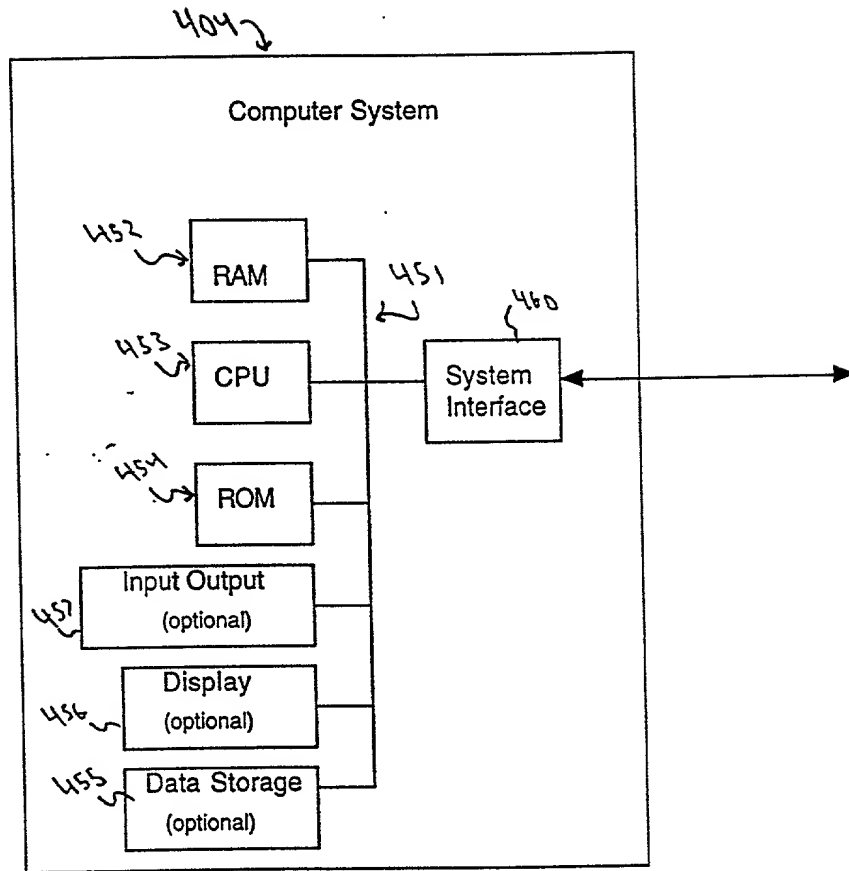 404
Computer System
452
RAM
451
460
453
CPU
System
Interface
454
ROM
Input Output
(optional)
457
Display
(optional)
456
455
Data Storage
(optional)